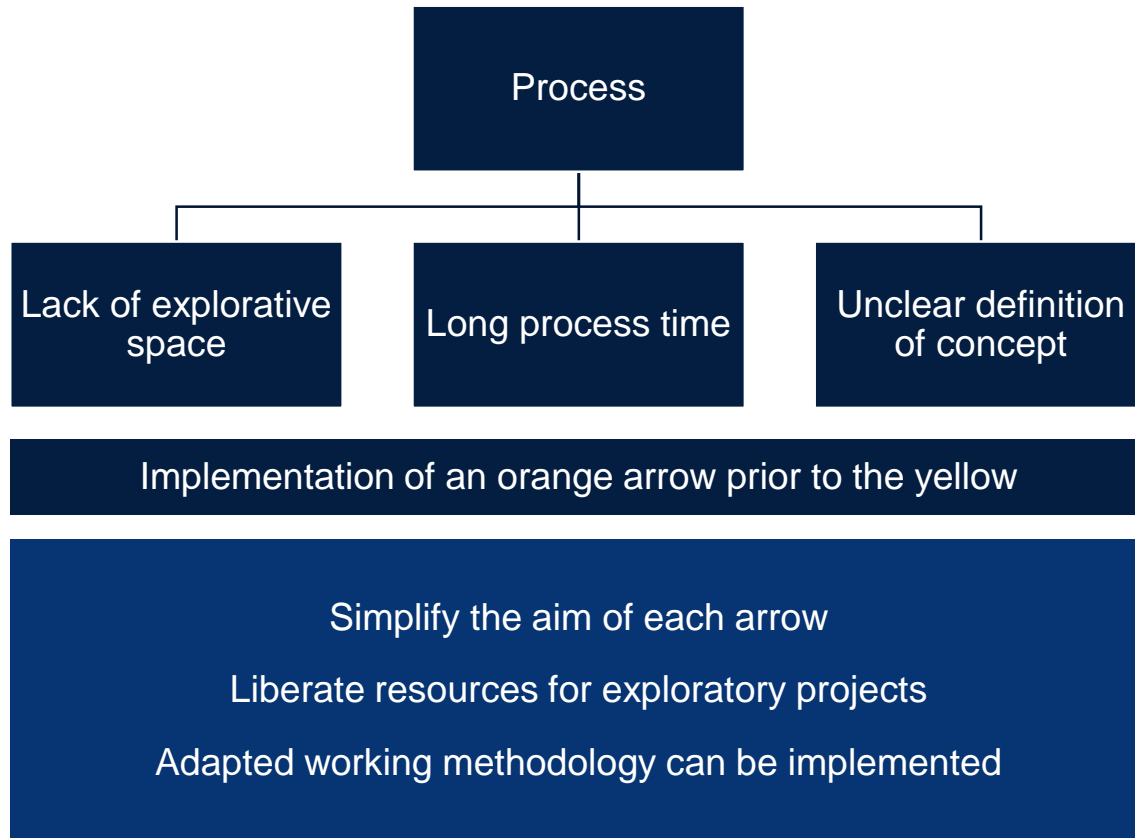 Process
Lack of explorative
space
Long process time
Unclear definition
of concept
Implementation of an orange arrow prior to the yellow
Simplify the aim of each arrow
Liberate resources for exploratory projects
Adapted working methodology can be implemented